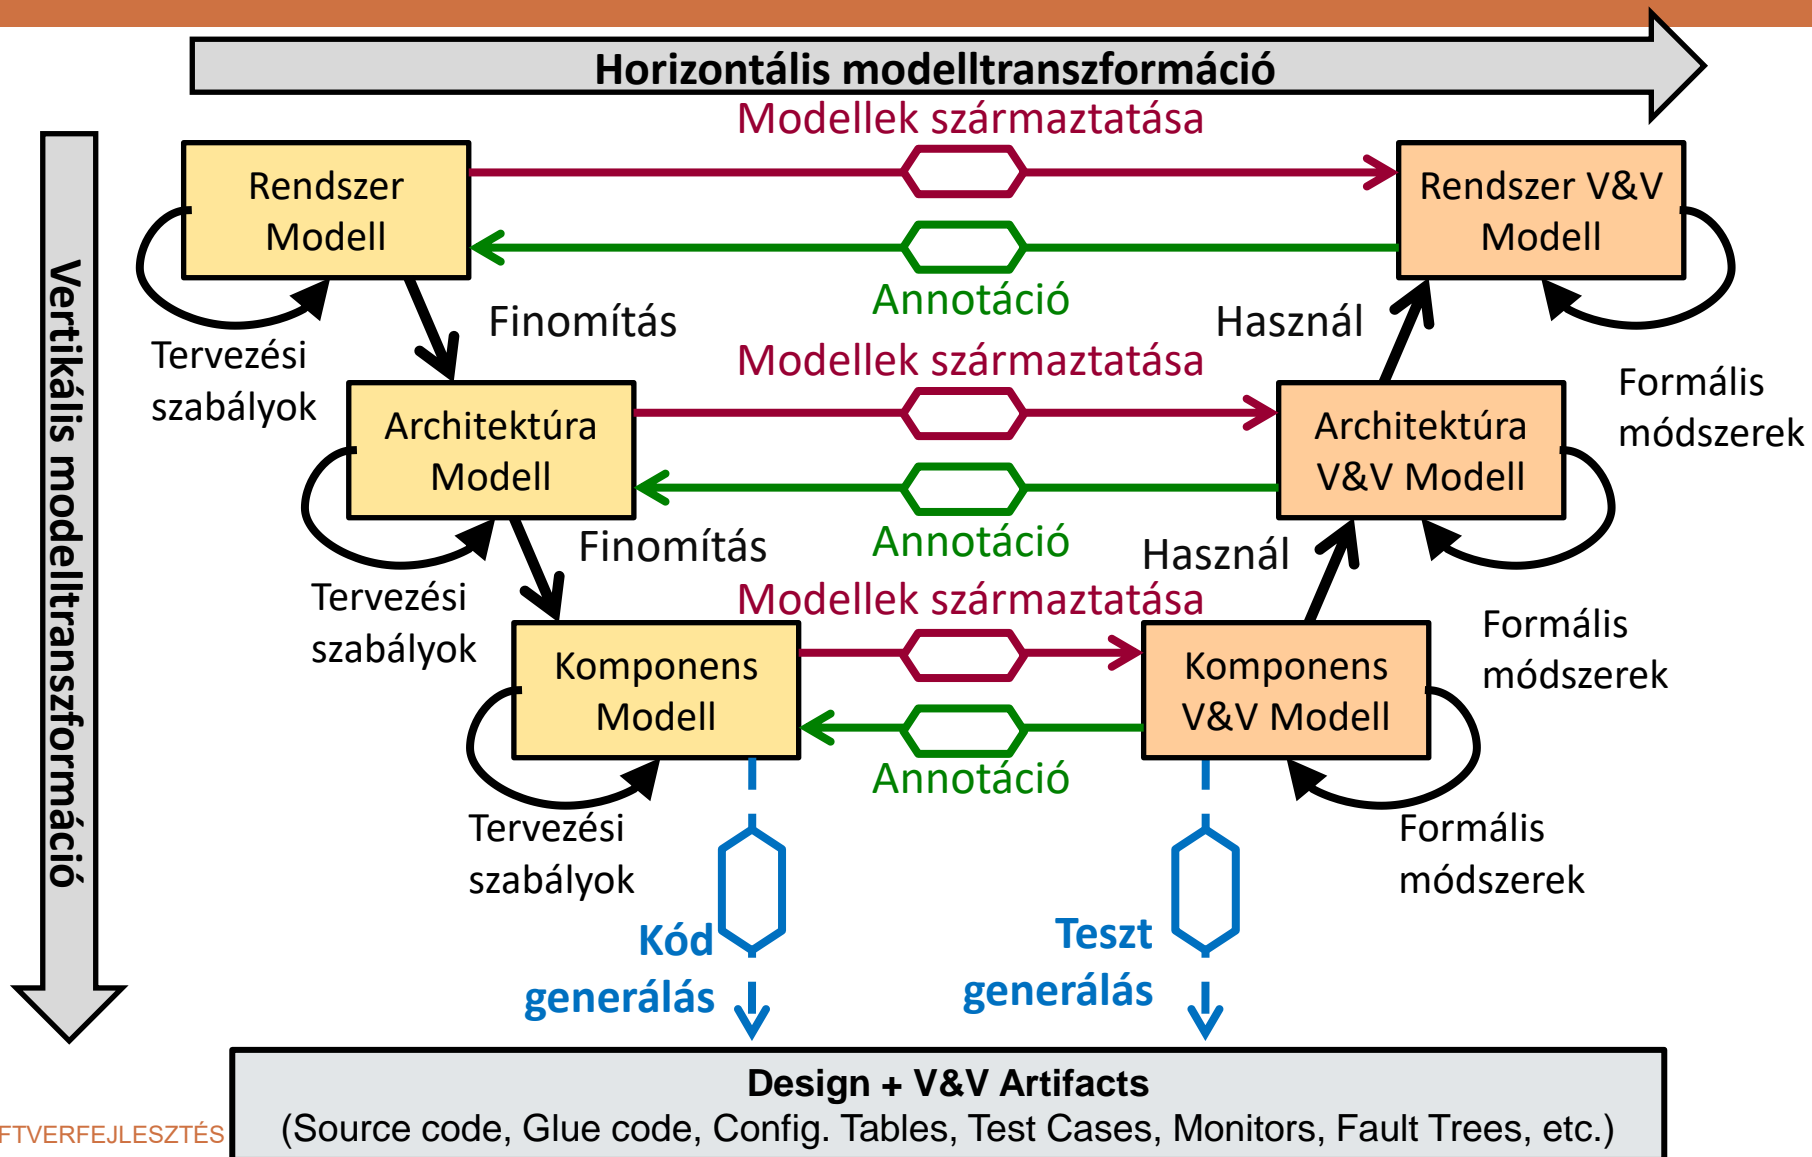 Horizontális modelltranszformáció
Vertikális modelltranszformáció
Modellek származtatása
Rendszer
Modell
Rendszer V&V
Modell
Annotáció
Finomítás
Használ
Tervezési
szabályok
Formális
módszerek
Modellek származtatása
Architektúra
Modell
Architektúra
V&V Modell
Annotáció
Finomítás
Használ
Tervezési
szabályok
Formális
módszerek
Modellek származtatása
Komponens
Modell
Komponens
V&V Modell
Annotáció
Tervezési
szabályok
Formális
módszerek
Kód
generálás
Teszt
generálás
Design + V&V Artifacts
(Source code, Glue code, Config. Tables, Test Cases, Monitors, Fault Trees, etc.)
FTVERFEJLESZTÉS